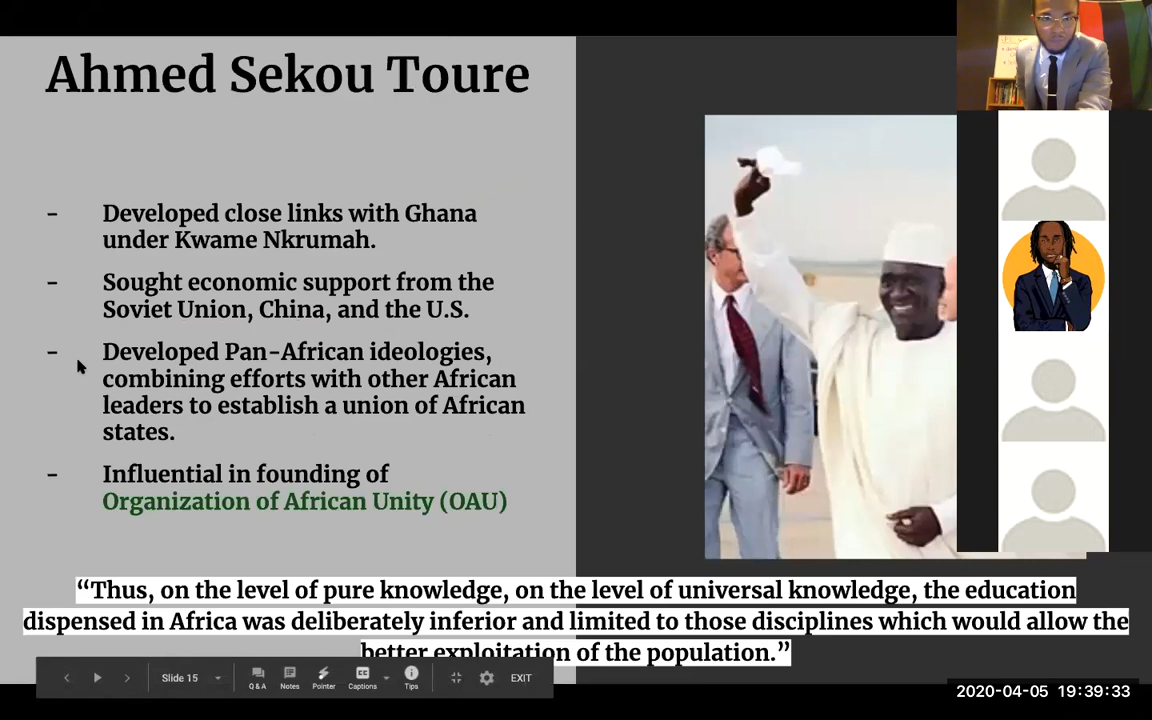 Ahmed Sekou Toure
- Developed close links with Ghana
under Kwame Nkrumah.
- Sought economic support from the
Soviet Union, China, and the U.S.
- Developed Pan-African ideologies,
combining efforts with other African
leaders to establish a union of African
states.
- Influential in founding of
Organization of African Unity (OAU)
“Thus, on the level of pure knowledge, on the level of universal knowledge, the education
dispensed in Africa was deliberately inferior and limited to those disciplines which would allow the
better exploitation of the population.”
Slide 15
Q & A
Notes
Pointer
Captions
Tips
EXIT
2020-04-05 19:39:33